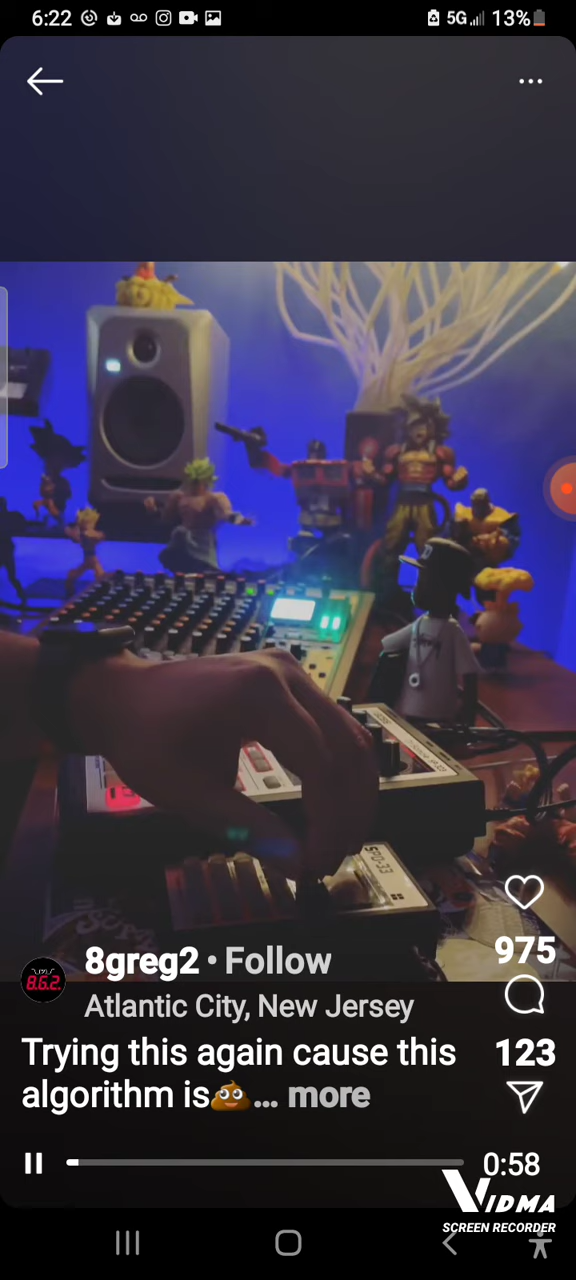 6:22 5G 13%
8greg2 • Follow
Atlantic City, New Jersey
975
123
Trying this again cause this
algorithm is💩... more
0:58
VIDMA
SCREEN RECORDER